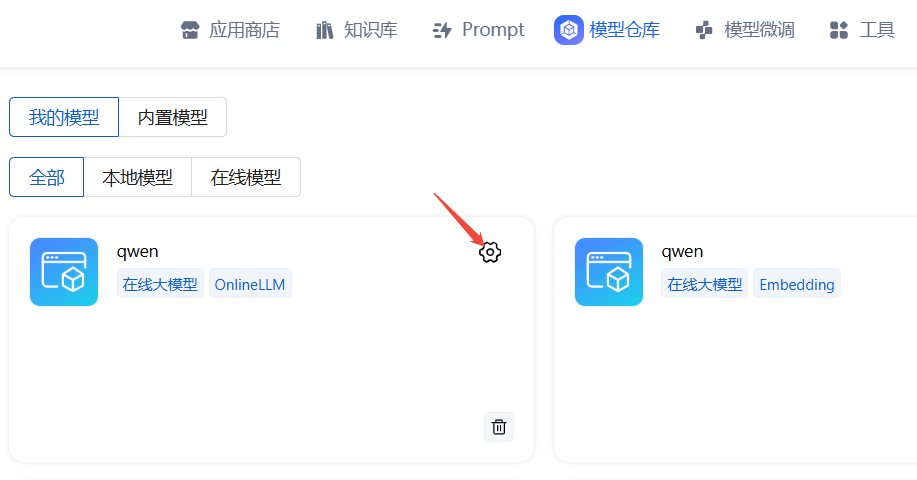 应用商店 知识库 Prompt 模型仓库 模型微调 工具
我的模型 内置模型
全部 本地模型 在线模型
qwen
在线大模型 OnlineLLM
qwen
在线大模型 Embedding